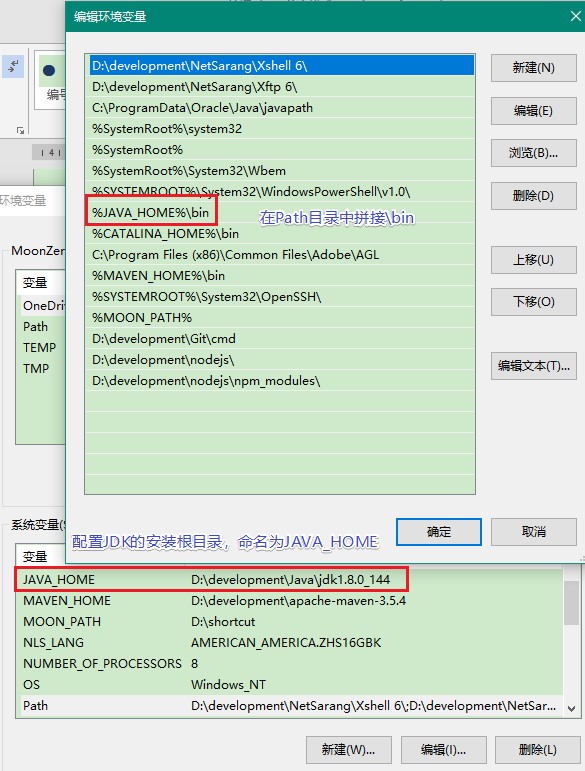 编辑环境变量
D:\development\NetSarang\Xshell 6\
D:\development\NetSarang\Xftp 6\
C:\ProgramData\Oracle\Java\javapath
%SystemRoot%\system32
%SystemRoot%
%SystemRoot%\System32\Wbem
%SYSTEMROOT%\System32\WindowsPowerShell\v1.0\
%JAVA_HOME%\bin
在Path目录中拼接\bin
%CATALINA_HOME%\bin
C:\Program Files (x86)\Common Files\Adobe\AGL
%MAVEN_HOME%\bin
%SYSTEMROOT%\System32\OpenSSH\
%MOON_PATH%
D:\development\Git\cmd
D:\development\nodejs\
D:\development\nodejs\npm_modules\
新建(N)
编辑(E)
浏览(B)...
删除(D)
上移(U)
下移(O)
编辑文本(T)...
确定
取消
编号
4
环境变量
MoonZer
变量
OneDri
Path
TEMP
TMP
系统变量(S
配置JDK的安装根目录，命名为JAVA_HOME
变量
JAVA_HOME D:\development\Java\jdk1.8.0_144
MAVEN_HOME D:\development\apache-maven-3.5.4
MOON_PATH D:\shortcut
NLS_LANG AMERICAN_AMERICA.ZHS16GBK
NUMBER_OF_PROCESSORS 8
OS Windows_NT
Path D:\development\NetSarang\Xshell 6\;D:\development\NetSar...
新建(W)...
编辑(I)...
删除(L)